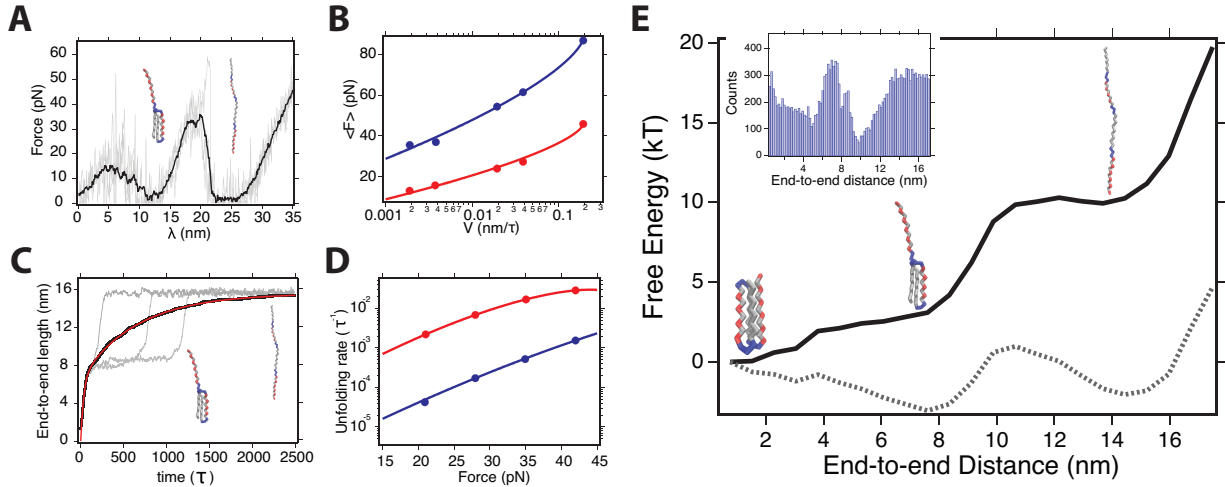 A
Force (pN)
60
50
40
30
20
10
0
0 5 10 15 20 25 30 35
λ (nm)
B
<F> (pN)
80
60
40
20
0.001 2 3 4 5 6 7 0.01 2 3 4 5 6 7 0.1 2 3
V (nm/τ)
C
End-to-end length (nm)
16
12
8
4
0
0 500 1000 1500 2000 2500
time (τ)
D
Unfolding rate (τ⁻¹)
10⁻²
10⁻³
10⁻⁴
10⁻⁵
15 20 25 30 35 40 45
Force (pN)
E
Free Energy (kT)
20
15
10
5
0
2 4 6 8 10 12 14 16
End-to-end Distance (nm)
Counts
400
300
200
100
0
4 8 12 16
End-to-end distance (nm)